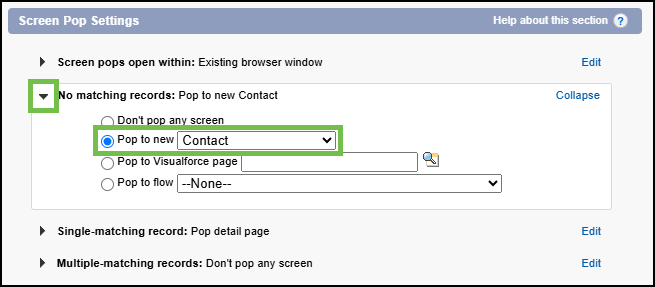 Screen Pop Settings Help about this section ?
Screen pops open within: Existing browser window Edit
No matching records: Pop to new Contact Collapse
Don't pop any screen
Pop to new Contact
Pop to Visualforce page
Pop to flow --None--
Single-matching record: Pop detail page Edit
Multiple-matching records: Don't pop any screen Edit